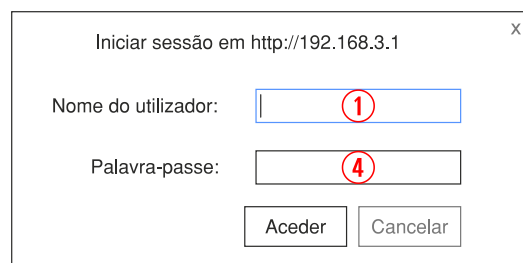 x
Iniciar sessão em http://192.168.3.1
Nome do utilizador: 1
Palavra-passe: 4
Aceder Cancelar